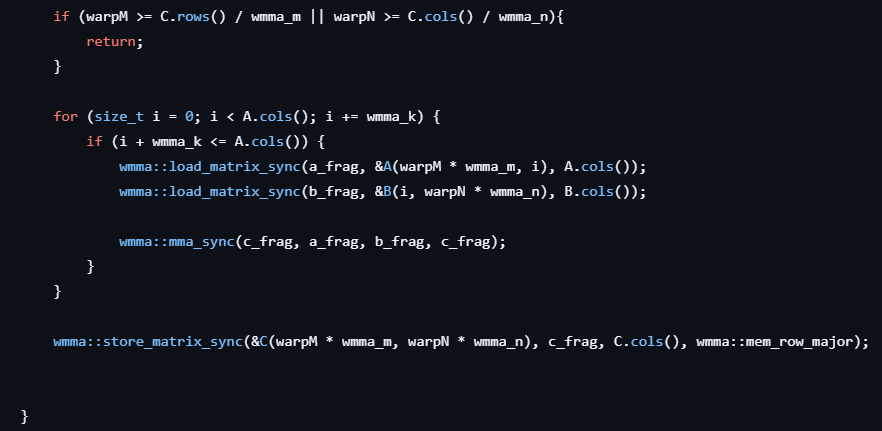 if (warpM >= C.rows() / wmma_m || warpN >= C.cols() / wmma_n){
return;
}
for (size_t i = 0; i < A.cols(); i += wmma_k) {
if (i + wmma_k <= A.cols()) {
wmma::load_matrix_sync(a_frag, &A(warpM * wmma_m, i), A.cols());
wmma::load_matrix_sync(b_frag, &B(i, warpN * wmma_n), B.cols());
wmma::mma_sync(c_frag, a_frag, b_frag, c_frag);
}
}
wmma::store_matrix_sync(&C(warpM * wmma_m, warpN * wmma_n), c_frag, C.cols(), wmma::mem_row_major);
}